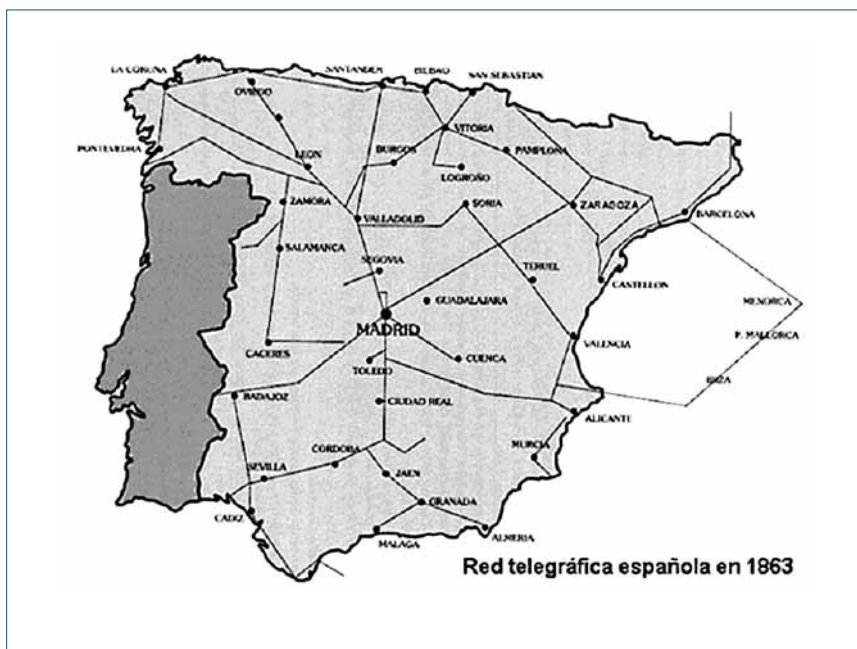 LA CORUÑA
SANTANDER
BILBAO
SAN SEBASTIAN
OVIEDO
VITORIA
PONTEVEDRA
BURGOS
PAMPLONA
LEON
LOGROÑO
ZAMORA
SORIA
ZARADOZA
BARCELONA
VALLADOLID
SALAMANCA
SEGOVIA
TERUEL
CASTELLON
GUADALAJARA
MENORCA
MADRID
P. MALLORCA
VALENCIA
CACERES
CUENCA
TOLEDO
IBIZA
BADAJOZ
CIUDAD REAL
ALICANTE
CORDOBA
MURCIA
SEVILLA
JAEN
GRANADA
CADIZ
MALAGA
ALMERIA
Red telegráfica española en 1863